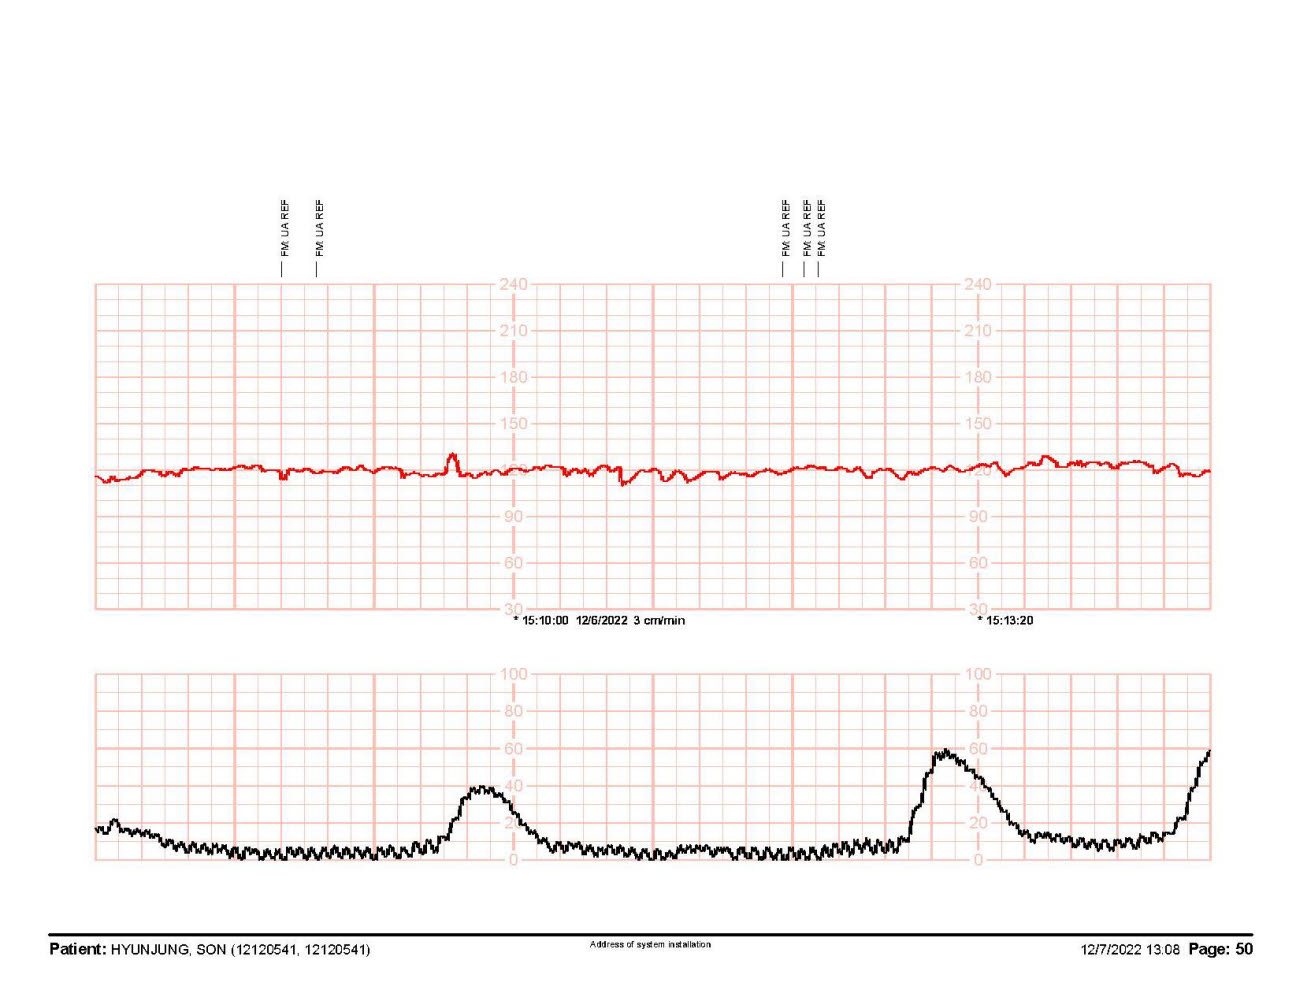 FM: UA REF
FM: UA REF
FM: UA REF
FM: UA REF
FM: UA REF
240 240
210 210
180 180
150 150
90 90
60 60
30 30
* 15:10:00 12/6/2022 3 cm/min * 15:13:20
100 100
80 80
60 60
40
20 20
0 0
Patient: HYUNJUNG, SON (12120541, 12120541) Address of system installation 12/7/2022 13:08 Page: 50